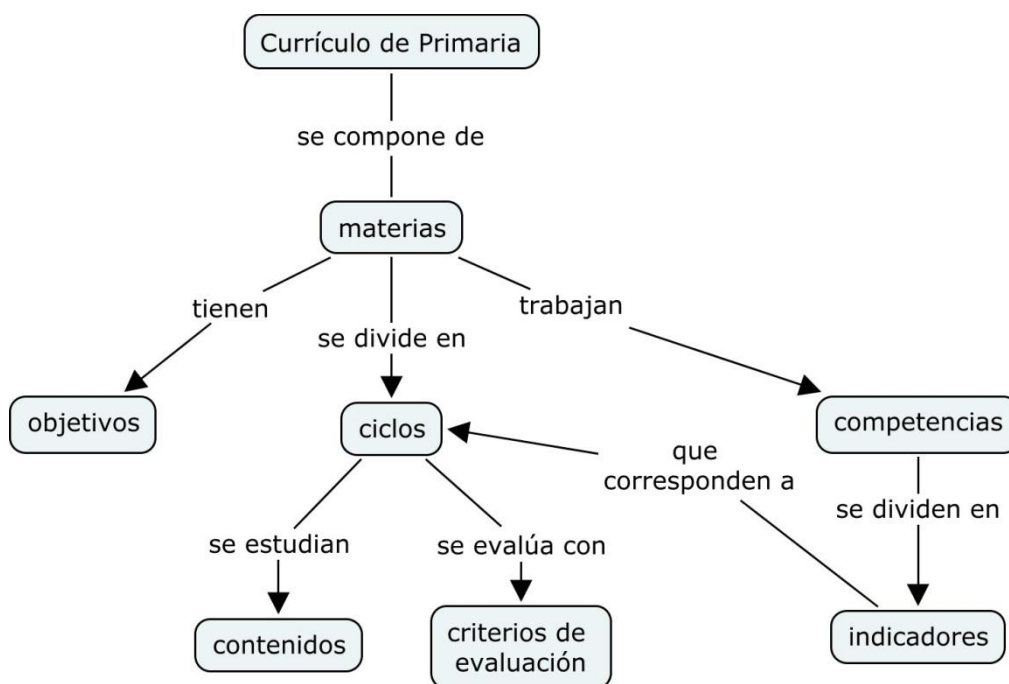 Currículo de Primaria
se compone de
materias
tienen
se divide en
trabajan
objetivos
ciclos
competencias
que
corresponden a
se dividen en
se estudian
se evalúa con
contenidos
criterios de
evaluación
indicadores